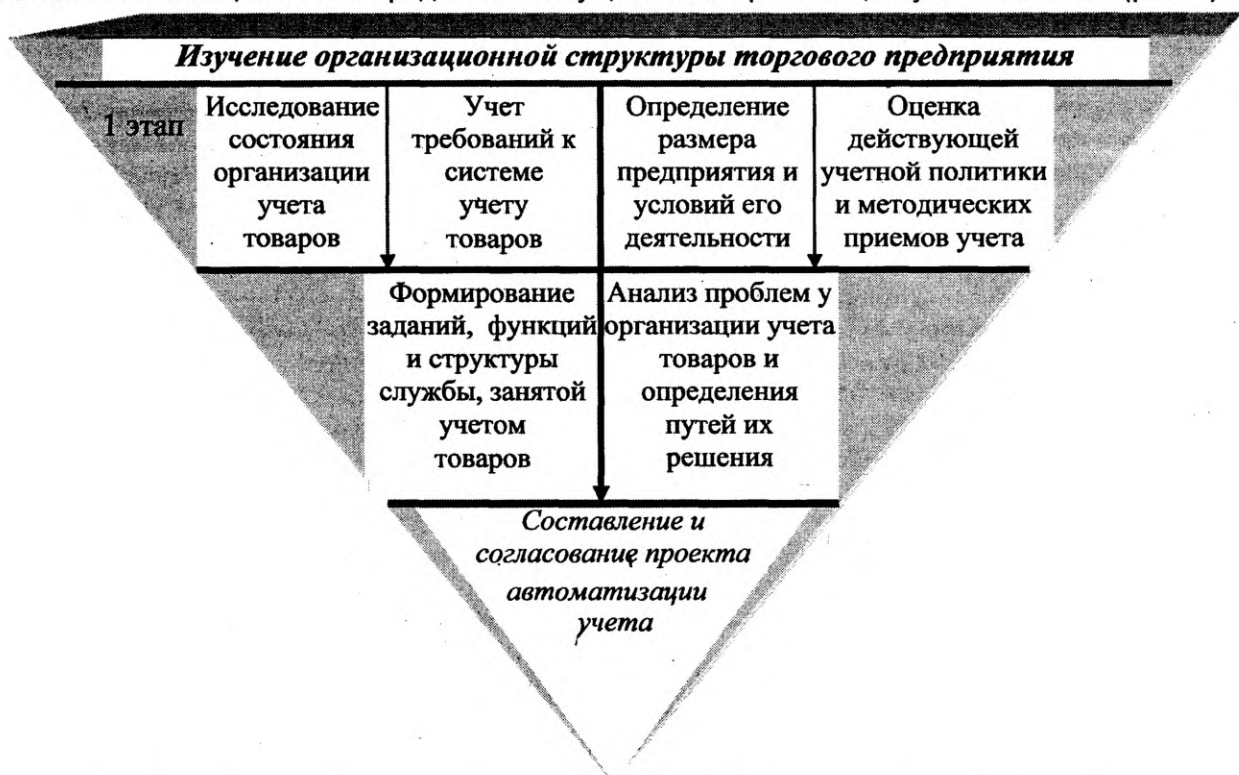 Изучение организационной структуры торгового предприятия
1 этап
Исследование
состояния
организации
учета
товаров
Учет
требований к
системе
учету
товаров
Определение
размера
предприятия и
условий его
деятельности
Оценка
действующей
учетной политики
и методических
приемов учета
Формирование
заданий, функций
и структуры
службы, занятой
учетом
товаров
Анализ проблем у
организации учета
товаров и
определения
путей их
решения
Составление и
согласование проекта
автоматизации
учета